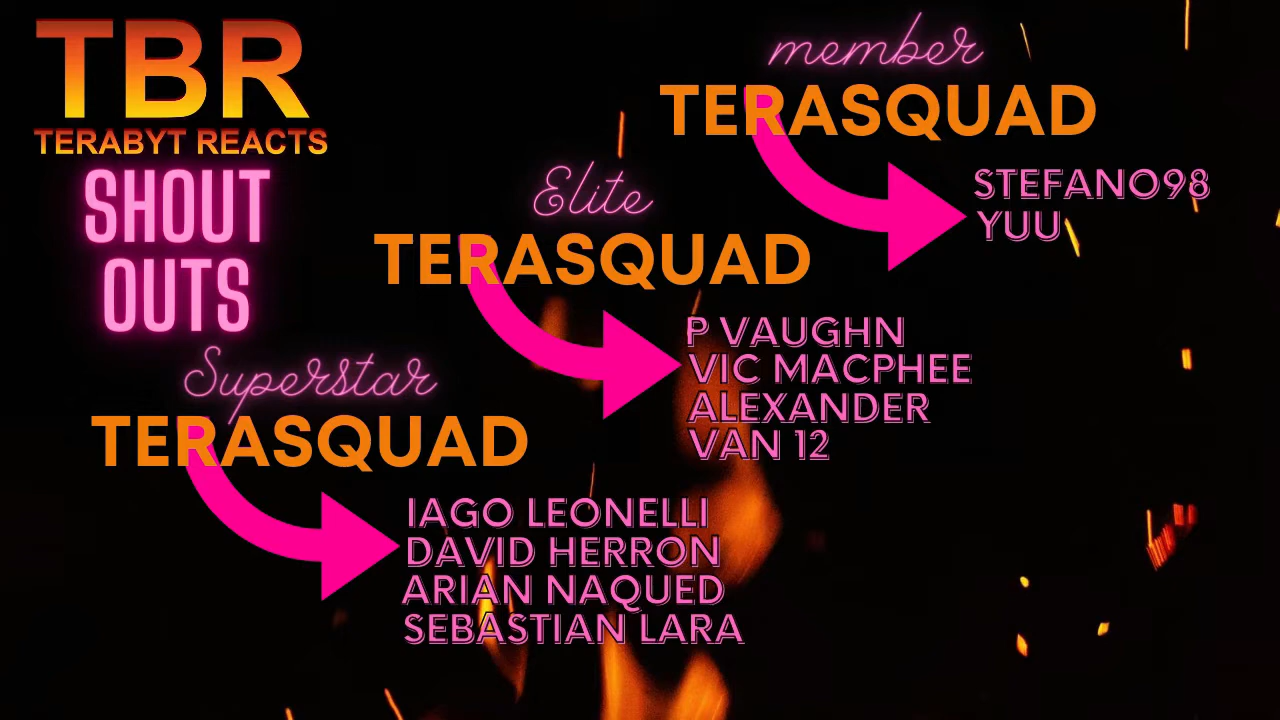 TBR
TERABYT REACTS
SHOUT
OUTS
member
TERASQUAD
STEFANO98
YUU
Elite
TERASQUAD
P VAUGHN
VIC MACPHEE
ALEXANDER
VAN 12
Superstar
TERASQUAD
IAGO LEONELLI
DAVID HERRON
ARIAN NAQUED
SEBASTIAN LARA